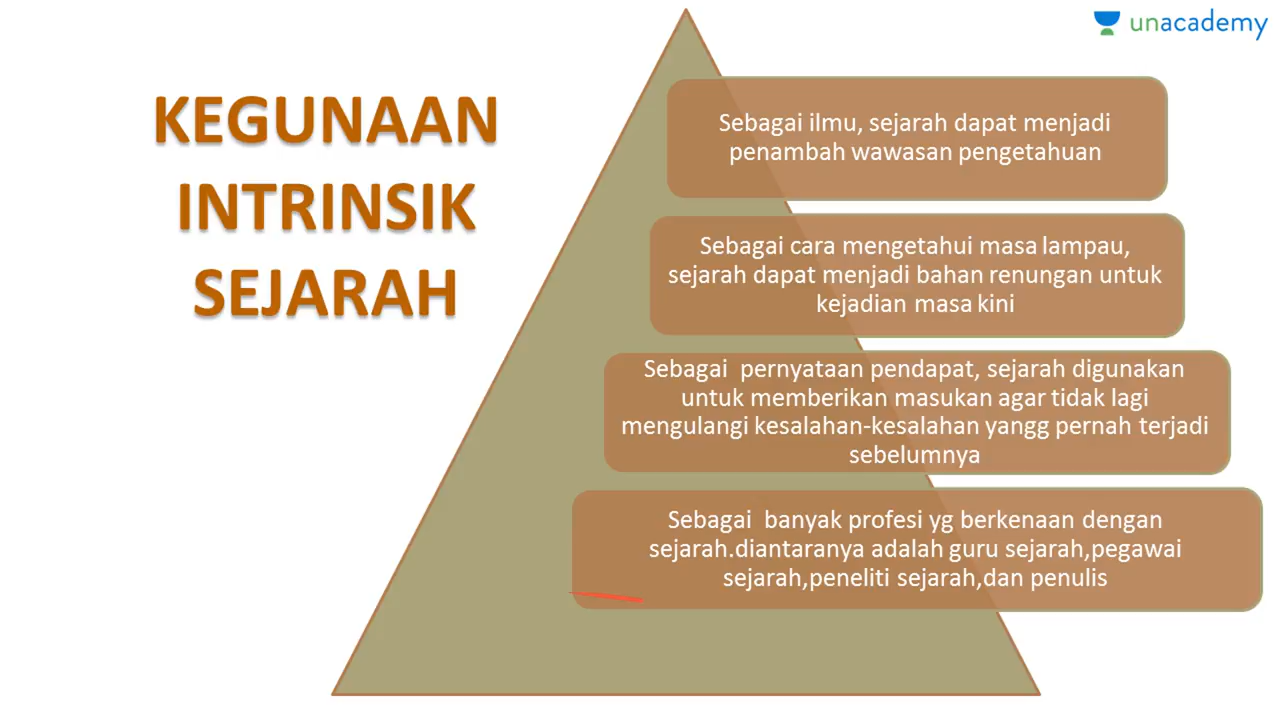 unacademy
KEGUNAAN
INTRINSIK
SEJARAH
Sebagai ilmu, sejarah dapat menjadi
penambah wawasan pengetahuan
Sebagai cara mengetahui masa lampau,
sejarah dapat menjadi bahan renungan untuk
kejadian masa kini
Sebagai  pernyataan pendapat, sejarah digunakan
untuk memberikan masukan agar tidak lagi
mengulangi kesalahan-kesalahan yangg pernah terjadi
sebelumnya
Sebagai  banyak profesi yg berkenaan dengan
sejarah.diantaranya adalah guru sejarah,pegawai
sejarah,peneliti sejarah,dan penulis